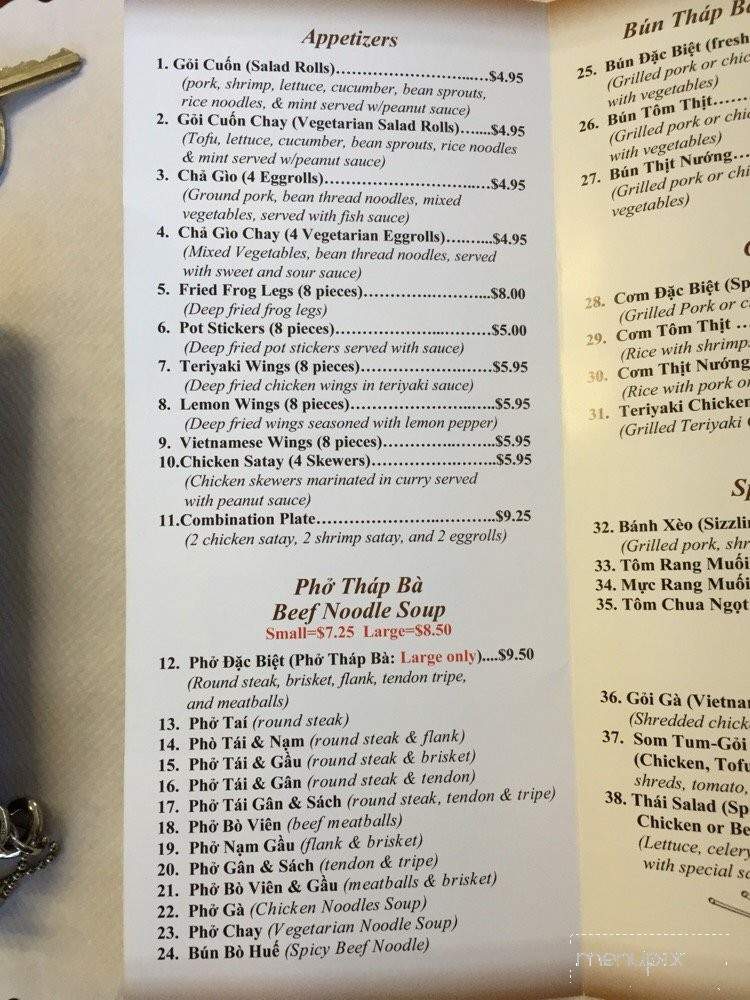 Appetizers
1. Gỏi Cuốn (Salad Rolls)……………………...…$4.95
(pork, shrimp, lettuce, cucumber, bean sprouts,
rice noodles, & mint served w/peanut sauce)
2. Gỏi Cuốn Chay (Vegetarian Salad Rolls)…....$4.95
(Tofu, lettuce, cucumber, bean sprouts, rice noodles
& mint served w/peanut sauce)
3. Chả Gìo (4 Eggrolls)……………………..…$4.95
(Ground pork, bean thread noodles, mixed
vegetables, served with fish sauce)
4. Chả Gìo Chay (4 Vegetarian Eggrolls)……...$4.95
(Mixed Vegetables, bean thread noodles, served
with sweet and sour sauce)
5. Fried Frog Legs (8 pieces)…………………...$8.00
(Deep fried frog legs)
6. Pot Stickers (8 pieces)……………..…………$5.00
(Deep fried pot stickers served with sauce)
7. Teriyaki Wings (8 pieces)……………………$5.95
(Deep fried chicken wings in teriyaki sauce)
8. Lemon Wings (8 pieces)………………….…..$5.95
(Deep fried wings seasoned with lemon pepper)
9. Vietnamese Wings (8 pieces)……………..….$5.95
10.Chicken Satay (4 Skewers)………………..….$5.95
(Chicken skewers marinated in curry served
with peanut sauce)
11.Combination Plate…………………..………..$9.25
(2 chicken satay, 2 shrimp satay, and 2 eggrolls)
Phở Tháp Bà
Beef Noodle Soup
Small=$7.25 Large=$8.50
12. Phở Đặc Biệt (Phở Tháp Bà: Large only)....$9.50
(Round steak, brisket, flank, tendon tripe,
and meatballs)
13. Phở Taí (round steak)
14. Phò Tái & Nạm (round steak & flank)
15. Phở Tái & Gầu (round steak & brisket)
16. Phở Tái & Gân (round steak & tendon)
17. Phở Tái Gân & Sách (round steak, tendon & tripe)
18. Phở Bò Viên (beef meatballs)
19. Phở Nạm Gầu (flank & brisket)
20. Phở Gân & Sách (tendon & tripe)
21. Phở Bò Viên & Gầu (meatballs & brisket)
22. Phở Gà (Chicken Noodles Soup)
23. Phở Chay (Vegetarian Noodle Soup)
24. Bún Bò Huế (Spicy Beef Noodle)
Bún Tháp B
25. Bún Đặc Biệt (fresh
(Grilled pork or chic
with vegetables)
26. Bún Tôm Thịt……
(Grilled pork or chic
with vegetables)
27. Bún Thịt Nướng…
(Grilled pork or chi
vegetables)
28. Cơm Đặc Biệt (Sp
(Grilled Pork or c
29. Cơm Tôm Thịt …
(Rice with shrimp
30. Cơm Thịt Nướng
(Rice with pork or
31. Teriyaki Chicken
(Grilled Teriyaki
Sp
32. Bánh Xèo (Sizzli
(Grilled pork, shr
33. Tôm Rang Muối
34. Mực Rang Muối
35. Tôm Chua Ngọt
36. Gỏi Gà (Vietnam
(Shredded chick
37. Som Tum-Gỏi
(Chicken, Tofu
shreds, tomato,
38. Thái Salad (Sp
Chicken or Be
(Lettuce, celery
with special sa
menupix